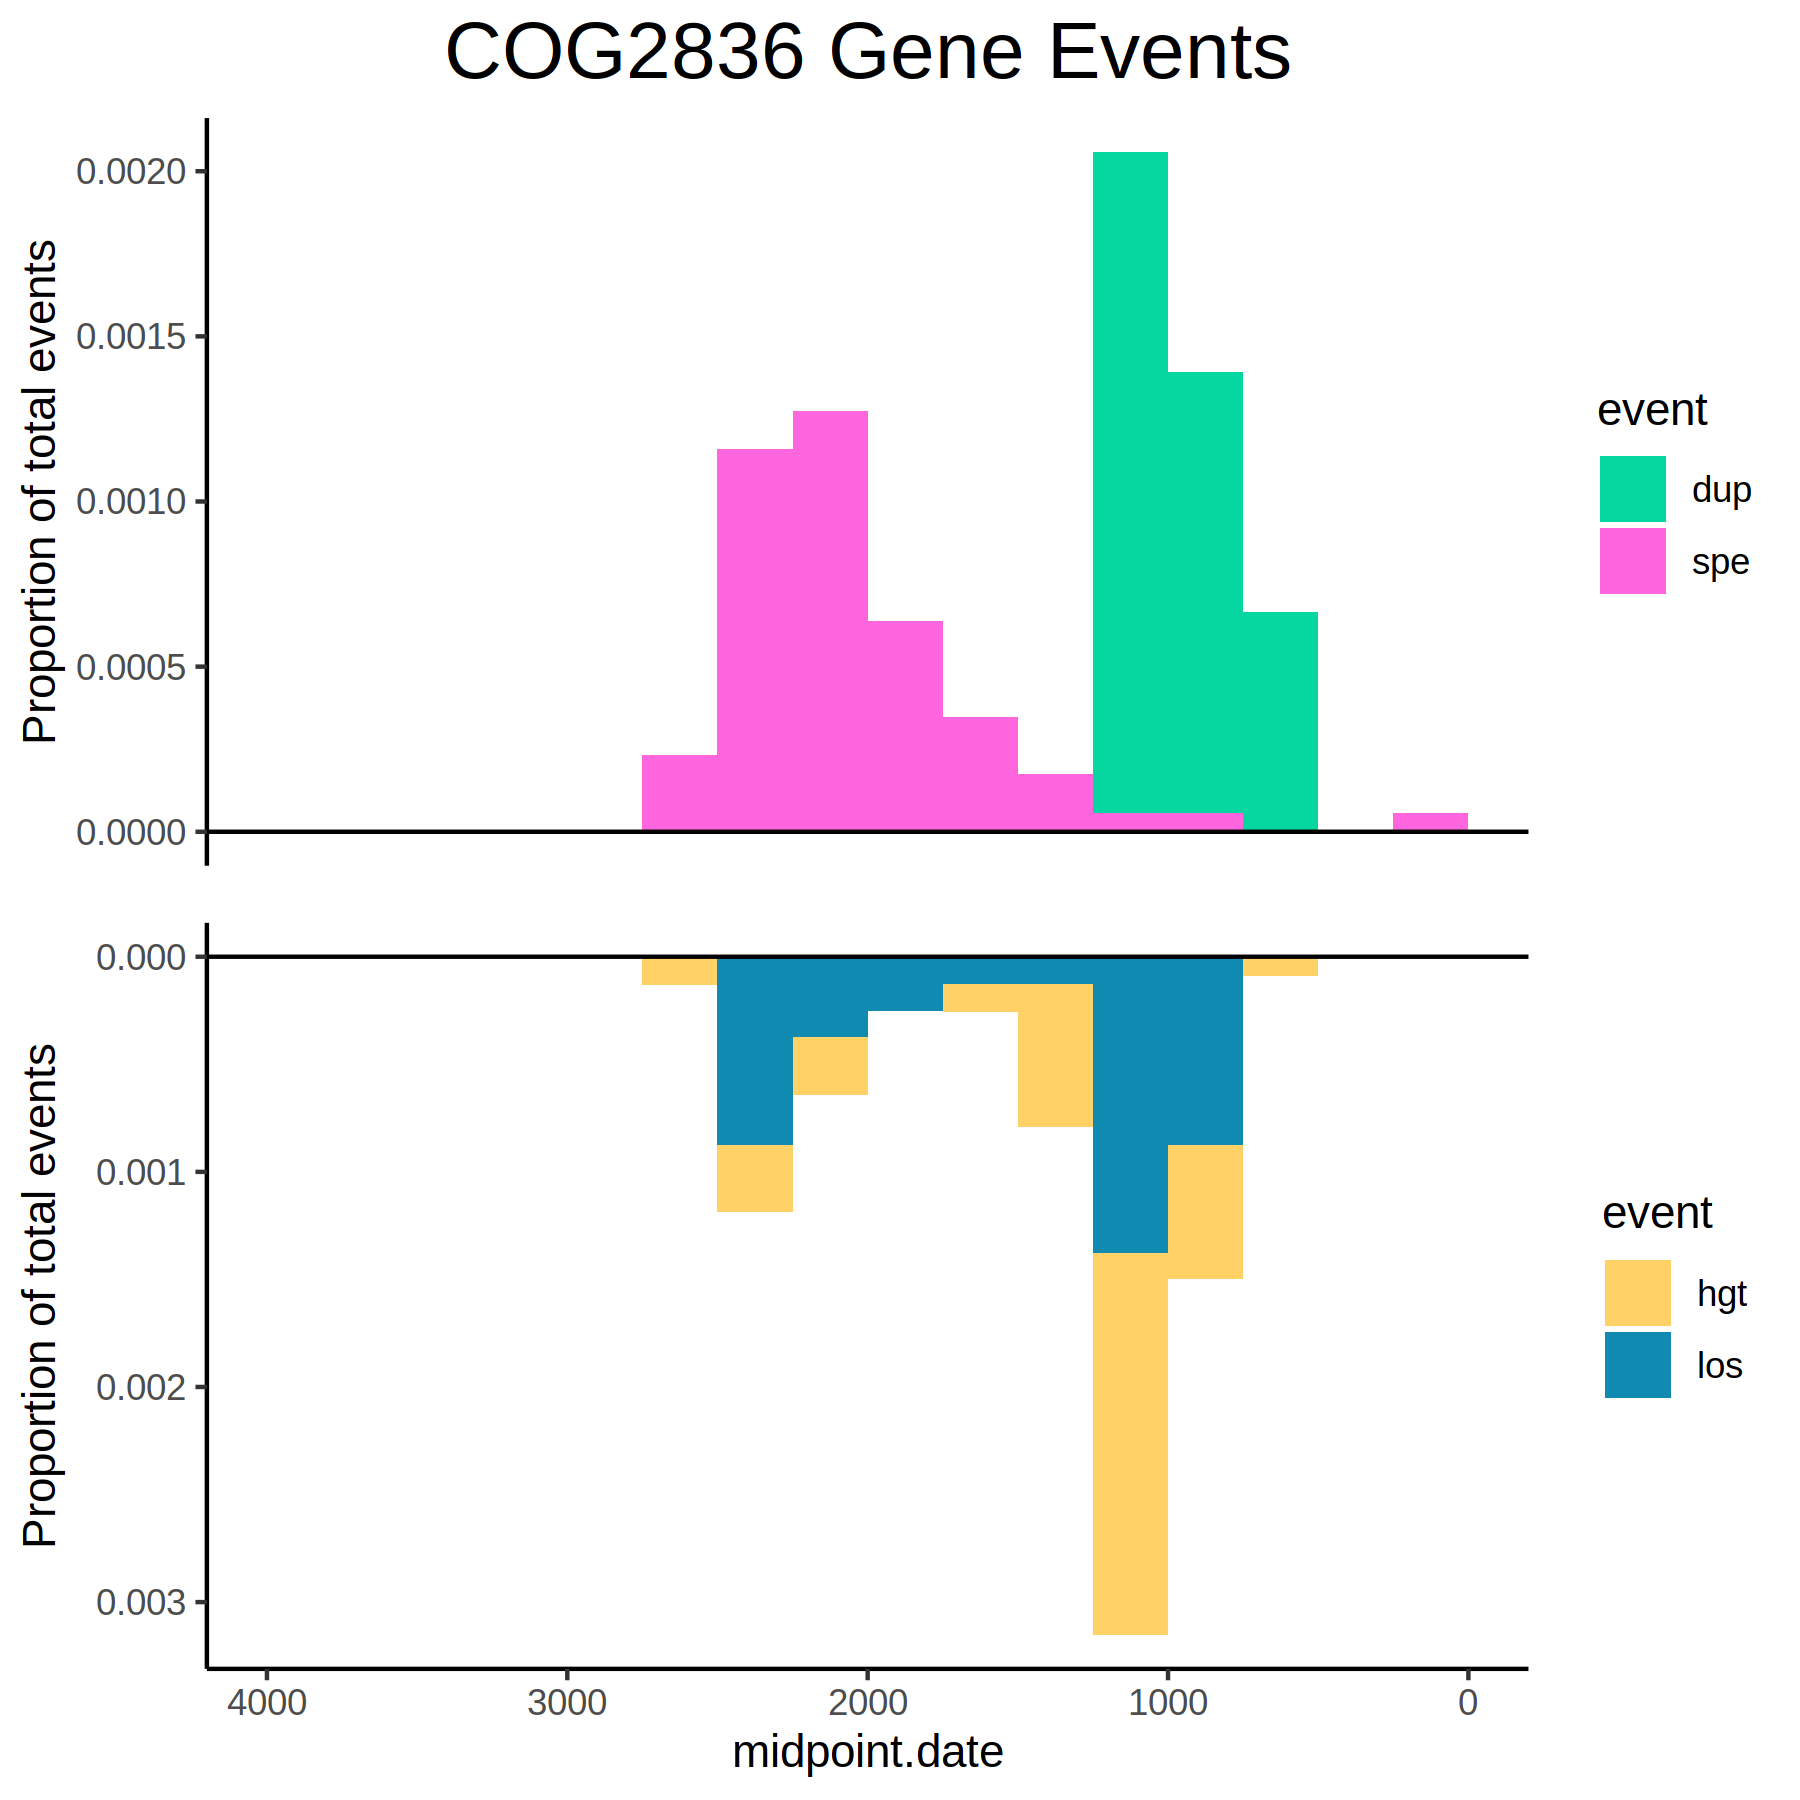 COG2836 Gene Events
Proportion of total events
0.0020
0.0015
0.0010
0.0005
0.0000
event
dup
spe
Proportion of total events
0.000
0.001
0.002
0.003
event
hgt
los
4000 3000 2000 1000 0
midpoint.date